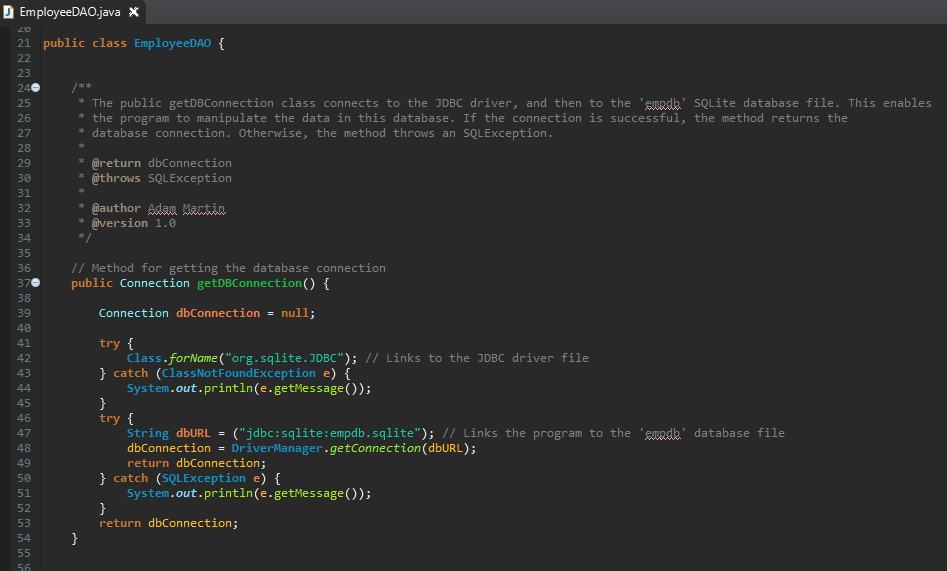 EmployeeDAO.java
20
21 public class EmployeeDAO {
22
23
24 /**
25 * The public getDBConnection class connects to the JDBC driver, and then to the 'empdb' SQLite database file. This enables
26 * the program to manipulate the data in this database. If the connection is successful, the method returns the
27 * database connection. Otherwise, the method throws an SQLException.
28 *
29 * @return dbConnection
30 * @throws SQLException
31 *
32 * @author Adam Martin
33 * @version 1.0
34 */
35
36 // Method for getting the database connection
37 public Connection getDBConnection() {
38
39 Connection dbConnection = null;
40
41 try {
42 Class.forName("org.sqlite.JDBC"); // Links to the JDBC driver file
43 } catch (ClassNotFoundException e) {
44 System.out.println(e.getMessage());
45 }
46 try {
47 String dbURL = ("jdbc:sqlite:empdb.sqlite"); // Links the program to the 'empdb' database file
48 dbConnection = DriverManager.getConnection(dbURL);
49 return dbConnection;
50 } catch (SQLException e) {
51 System.out.println(e.getMessage());
52 }
53 return dbConnection;
54 }
55
56